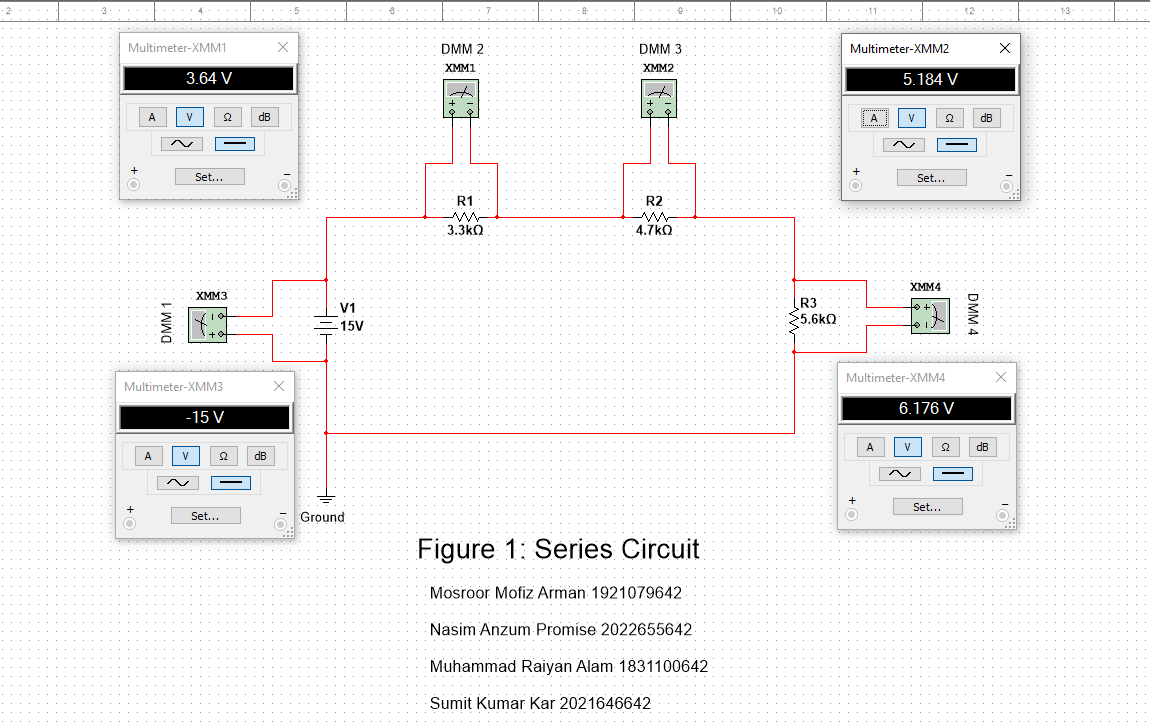 2 3 4 5 6 7 8 9 10 11 12 13
Multimeter-XMM1
3.64 V
A V Ω dB
Set...
+ −
DMM 2
XMM1
+ −
DMM 3
XMM2
+ −
Multimeter-XMM2
5.184 V
A V Ω dB
Set...
+ −
R1
3.3kΩ
R2
4.7kΩ
DMM 1
XMM3
− +
V1
15V
R3
5.6kΩ
XMM4
+ −
DMM 4
Multimeter-XMM3
-15 V
A V Ω dB
Set...
+ −
Multimeter-XMM4
6.176 V
A V Ω dB
Set...
+ −
Ground
Figure 1: Series Circuit
Mosroor Mofiz Arman 1921079642
Nasim Anzum Promise 2022655642
Muhammad Raiyan Alam 1831100642
Sumit Kumar Kar 2021646642